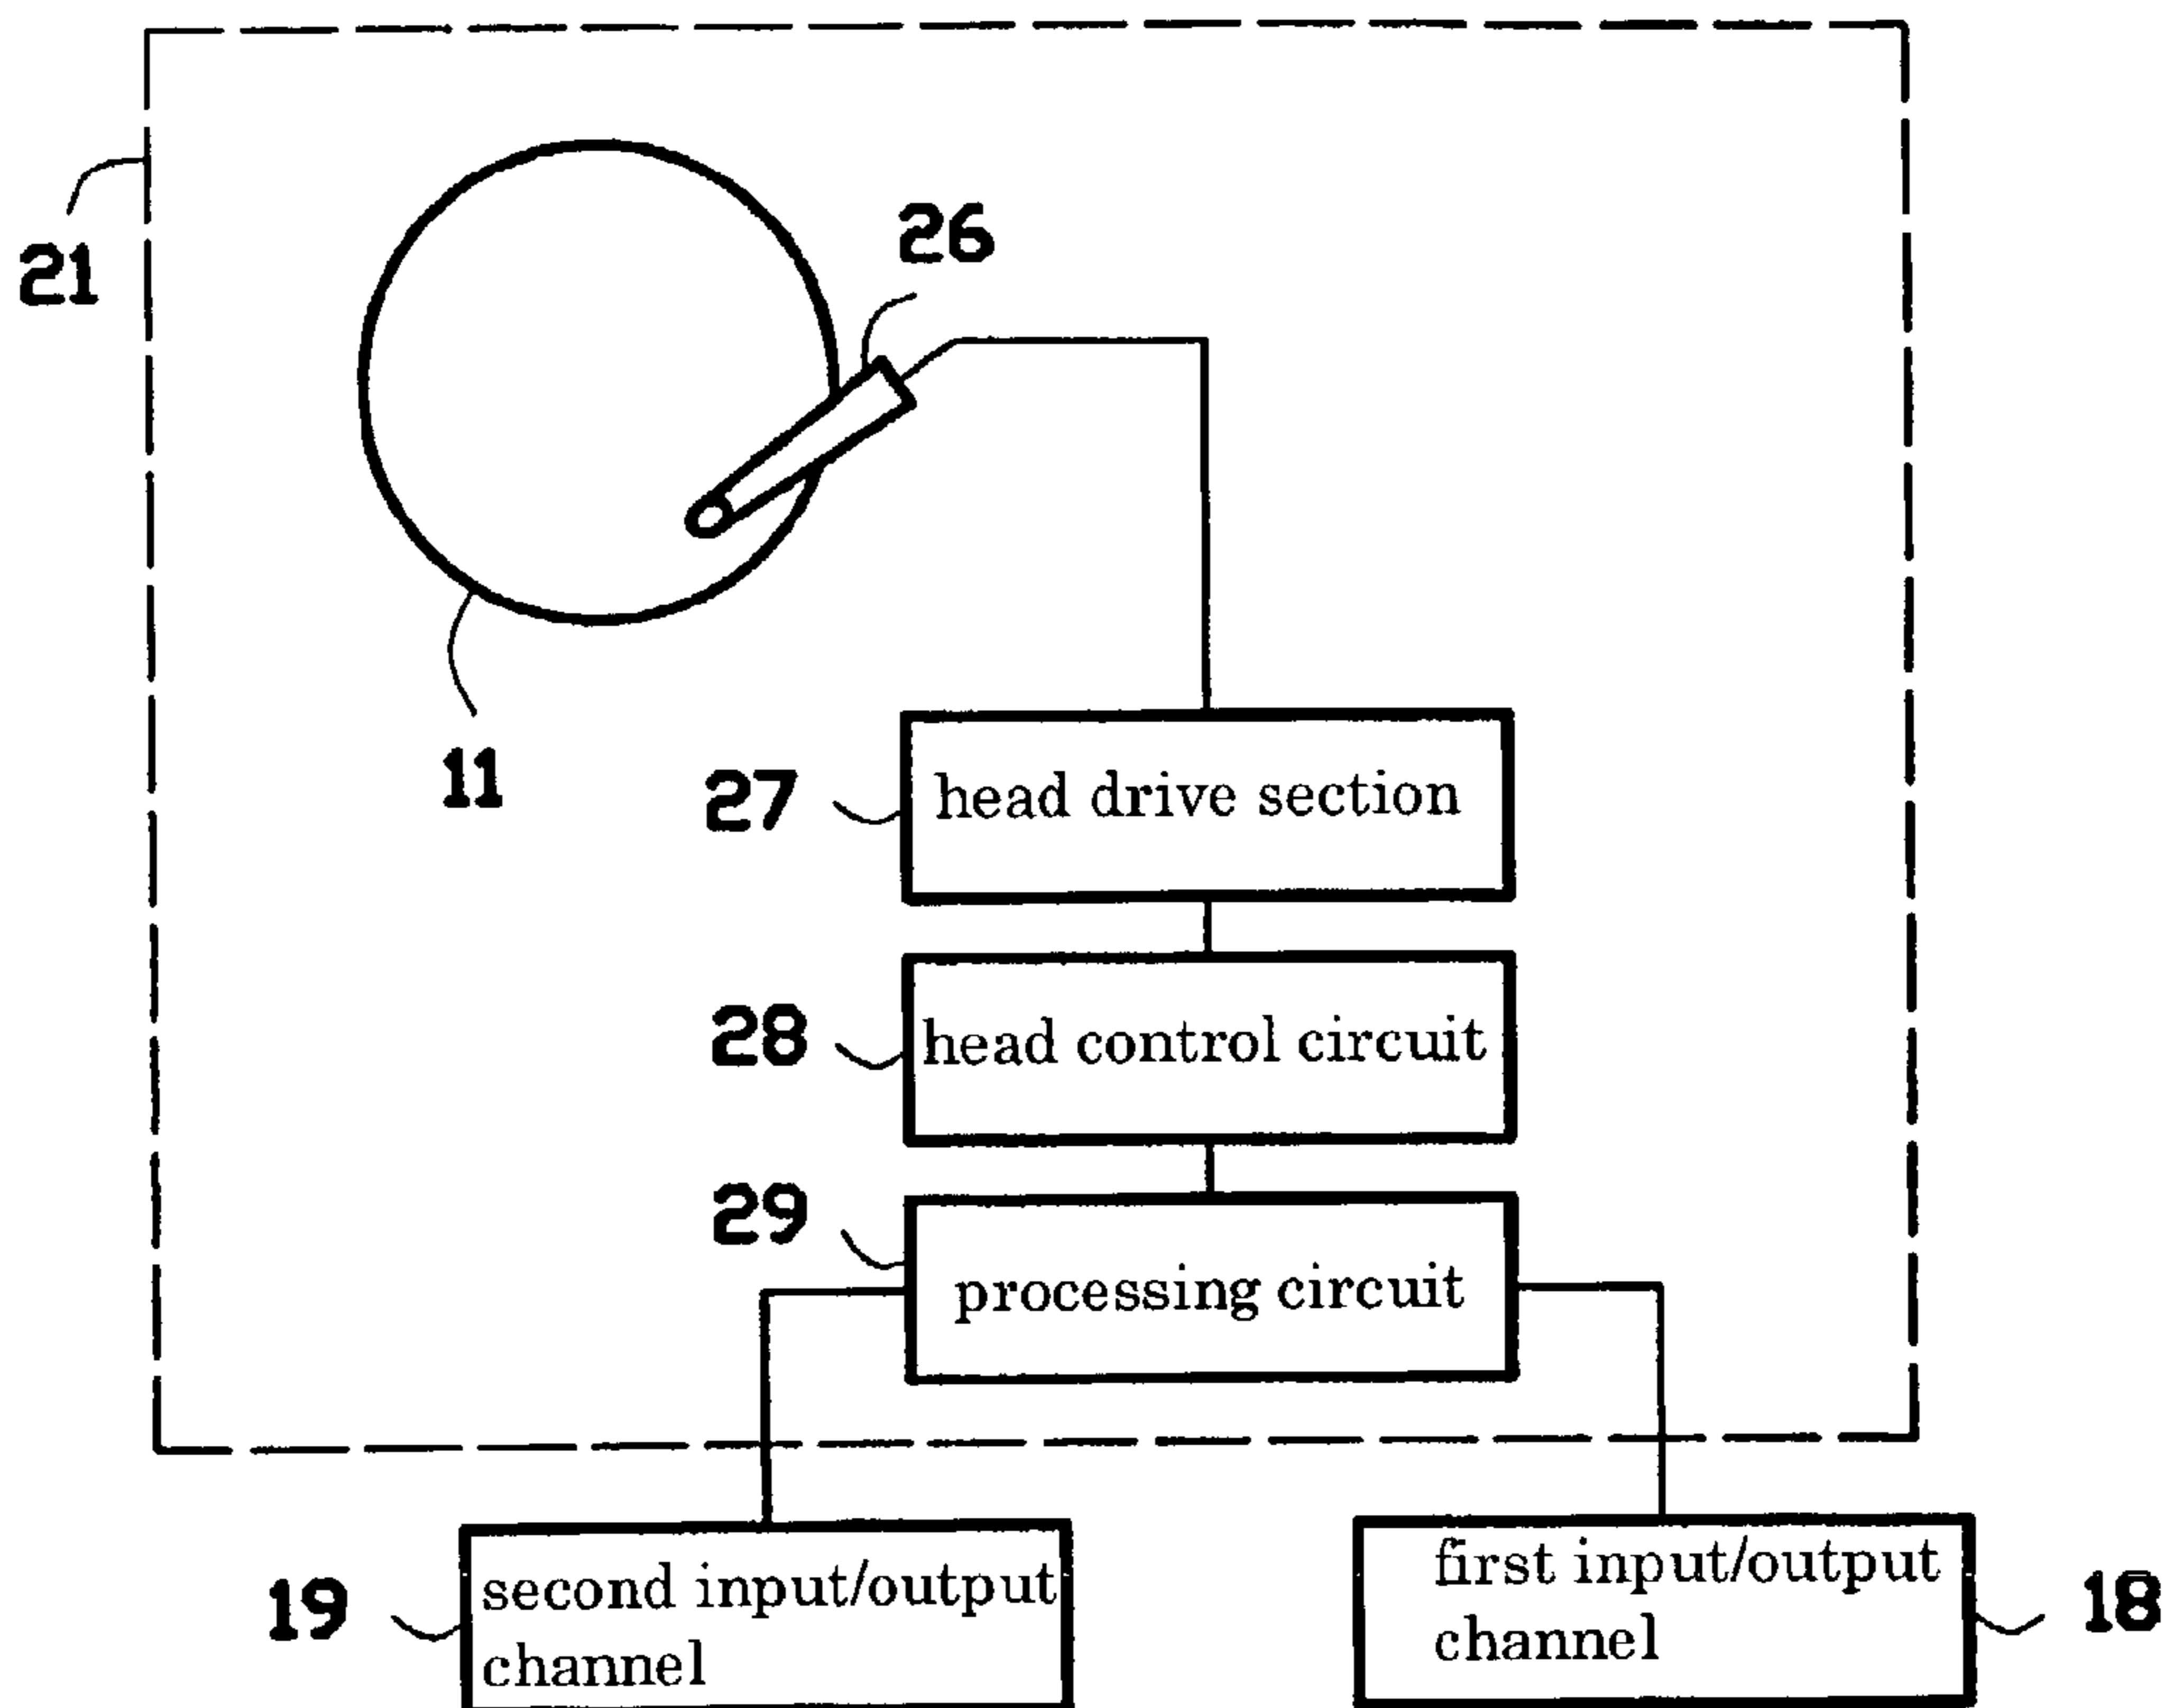 21
26
11
27
head drive section
28
head control circuit
29
processing circuit
19
second input/output
channel
first input/output
channel
18